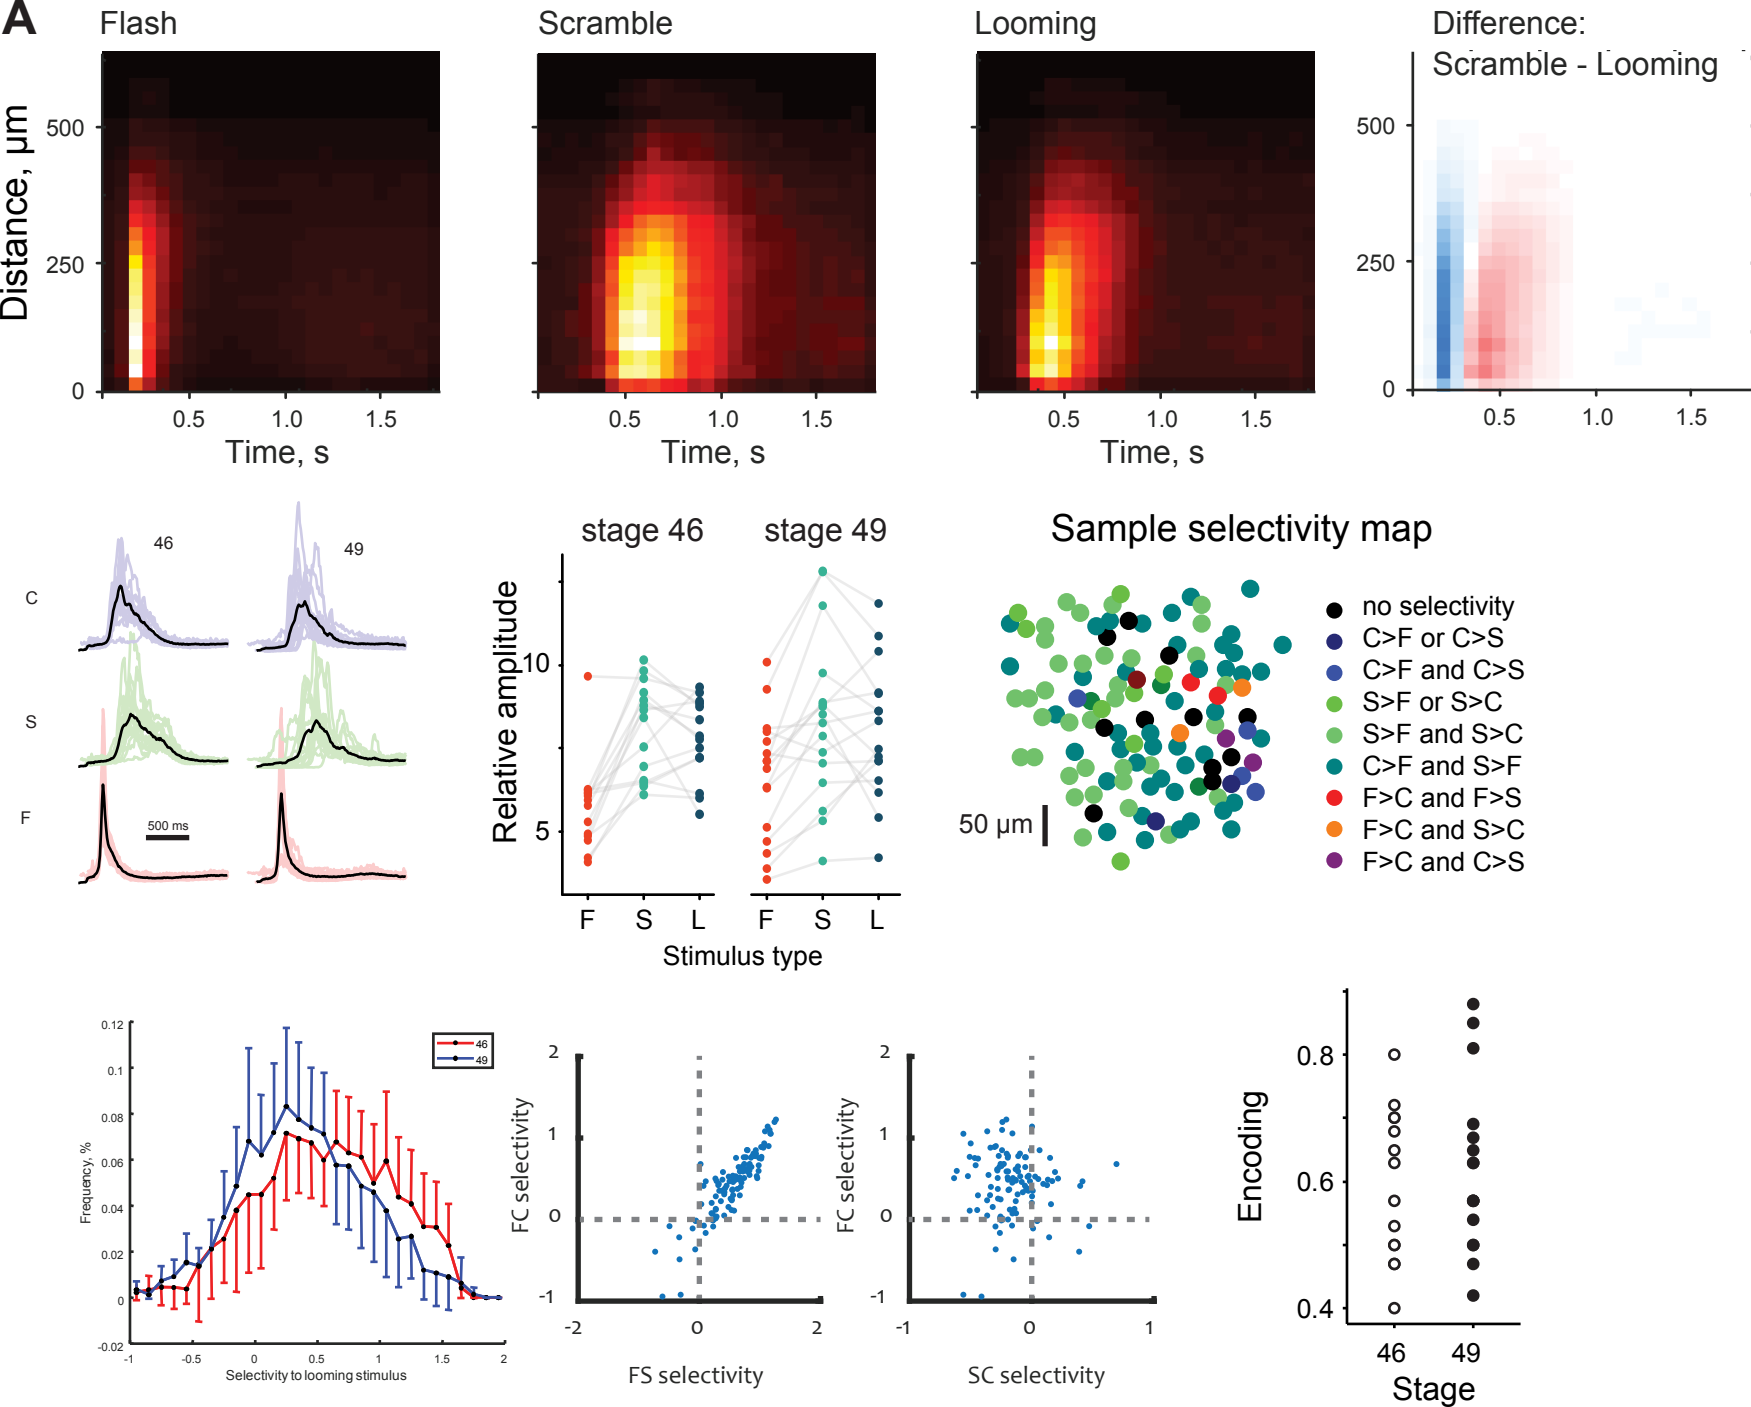 A
Flash
Scramble
Looming
Difference:
Scramble - Looming
Distance, μm
500
250
0
0.5 1.0 1.5
Time, s
0.5 1.0 1.5
Time, s
0.5 1.0 1.5
Time, s
500
250
0
0.5 1.0 1.5
46
49
C
S
F
500 ms
stage 46
stage 49
Relative amplitude
10
5
F S L
F S L
Stimulus type
Sample selectivity map
50 μm
no selectivity
C>F or C>S
C>F and C>S
S>F or S>C
S>F and S>C
C>F and S>F
F>C and F>S
F>C and S>C
F>C and C>S
Frequency, %
0.12
0.1
0.08
0.06
0.04
0.02
0
-0.02
-1 -0.5 0 0.5 1 1.5 2
Selectivity to looming stimulus
46
49
FC selectivity
2
1
0
-1
-2 0 2
FS selectivity
FC selectivity
2
1
0
-1
-1 0 1
SC selectivity
Encoding
0.8
0.6
0.4
46 49
Stage